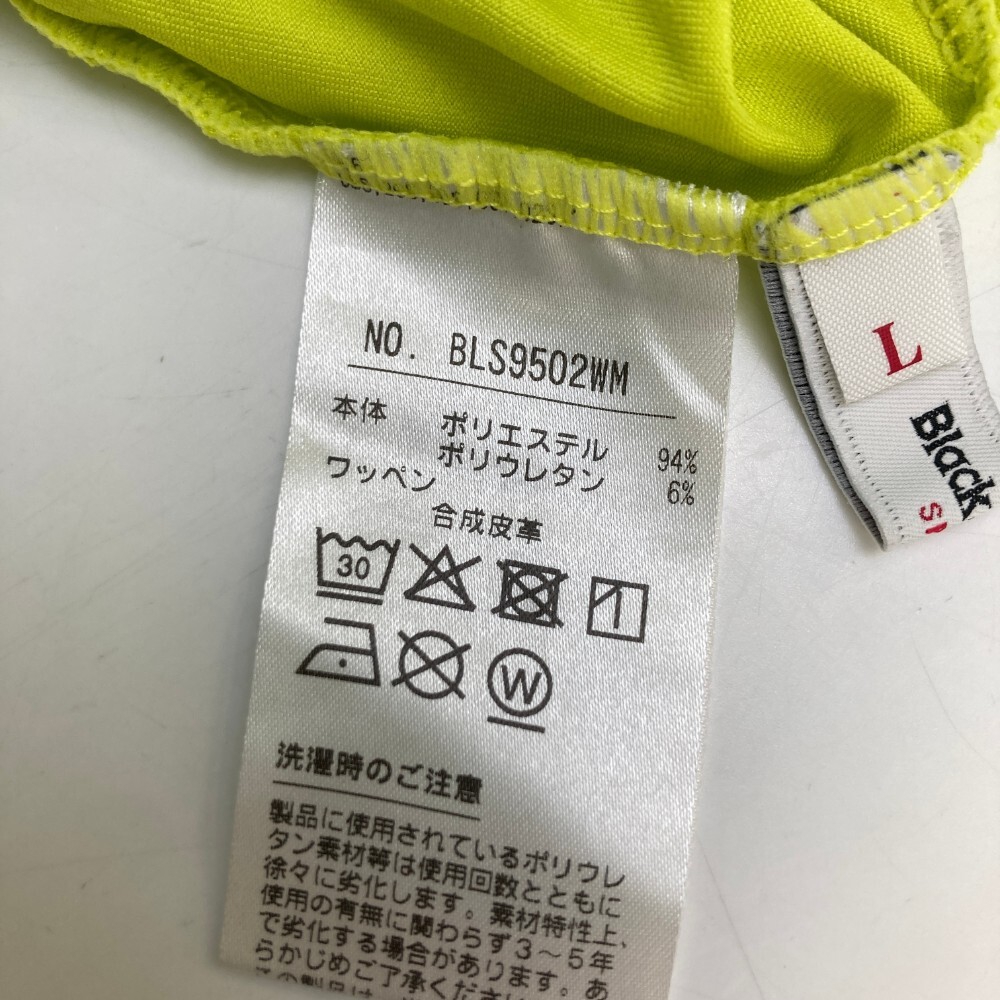 NO. BLS9502WM
本体 ポリエステル 94%
ポリウレタン 6%
ワッペン
合成皮革
30
W
洗濯時のご注意
製品に使用されているポリウレ
タン素材等は使用回数とともに
徐々に劣化します。素材特性上、
使用の有無に関わらず3～5年
で劣化する場合があります。あ
らかじめご了承ください
L
Black